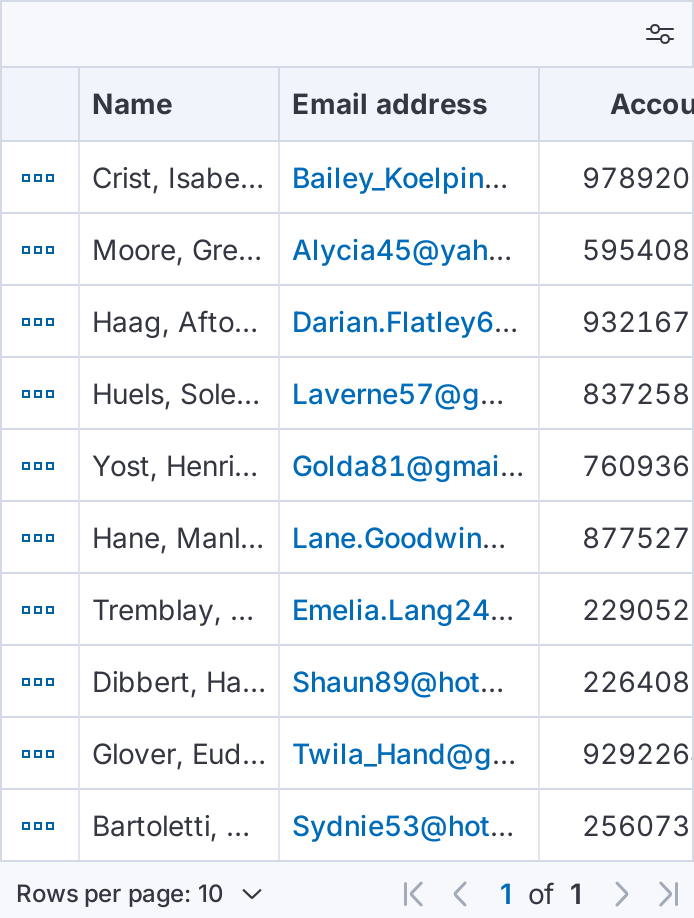 Name Email address Accou
Crist, Isabe... Bailey_Koelpin... 978920
Moore, Gre... Alycia45@yah... 595408
Haag, Afto... Darian.Flatley6... 932167
Huels, Sole... Laverne57@g... 837258
Yost, Henri... Golda81@gmai... 760936
Hane, Manl... Lane.Goodwin... 877527
Tremblay, ... Emelia.Lang24... 229052
Dibbert, Ha... Shaun89@hot... 226408
Glover, Eud... Twila_Hand@g... 929226
Bartoletti, ... Sydnie53@hot... 256073
Rows per page: 10 1 of 1